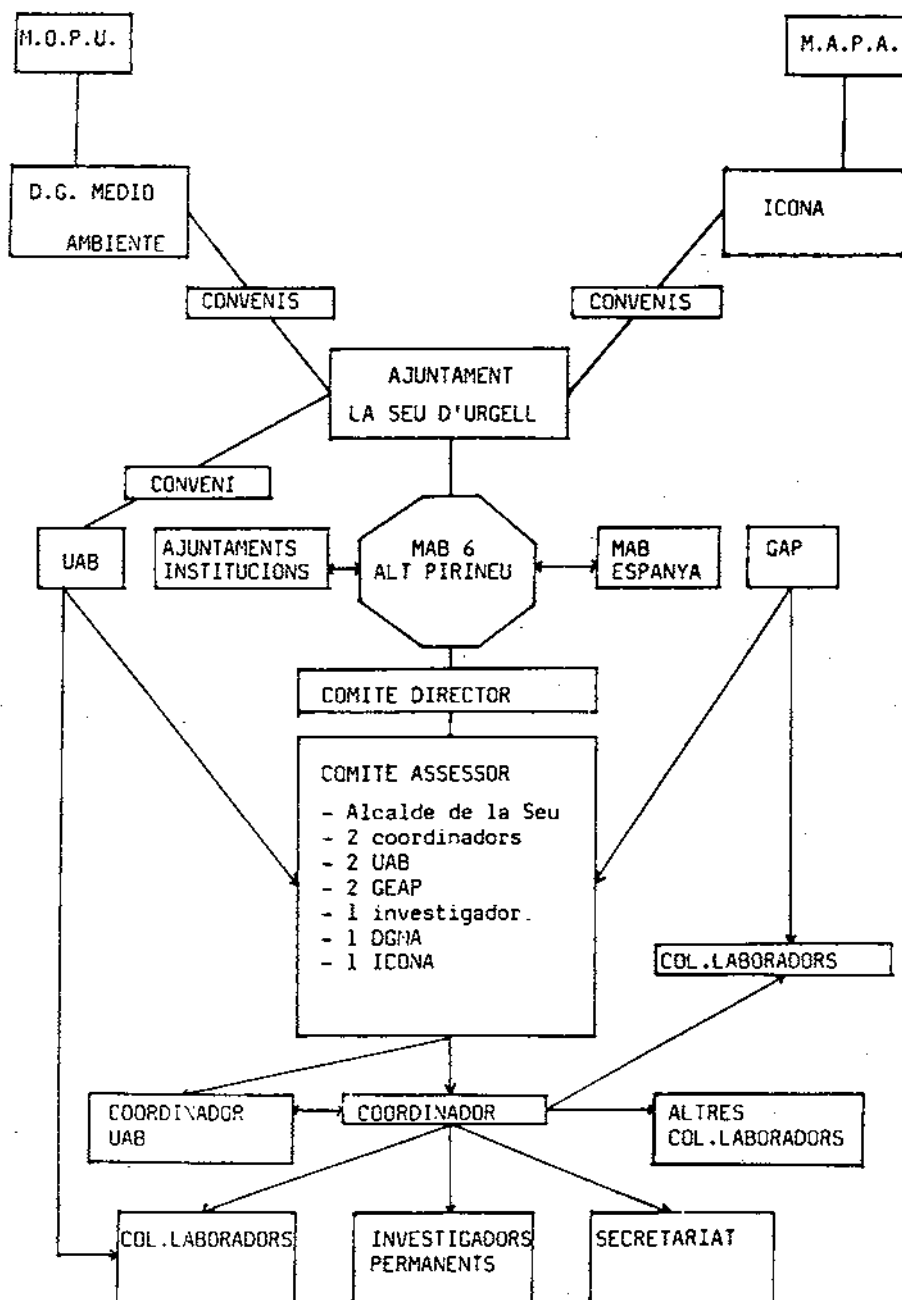 M.O.P.U.
M.A.P.A.
D.G. MEDIO
AMBIENTE
ICONA
CONVENIS
CONVENIS
AJUNTAMENT
LA SEU D'URGELL
CONVENI
UAB
AJUNTAMENTS
INSTITUCIONS
MAB 6
ALT PIRINEU
MAB
ESPANYA
GAP
COMITE DIRECTOR
COMITE ASSESSOR
- Alcalde de la Seu
- 2 coordinadors
- 2 UAB
- 2 GEAP
- 1 investigador.
- 1 DGMA
- 1 ICONA
COL.LABORADORS
COORDINADOR
UAB
COORDINADOR
ALTRES
COL.LABORADORS
COL.LABORADORS
INVESTIGADORS
PERMANENTS
SECRETARIAT